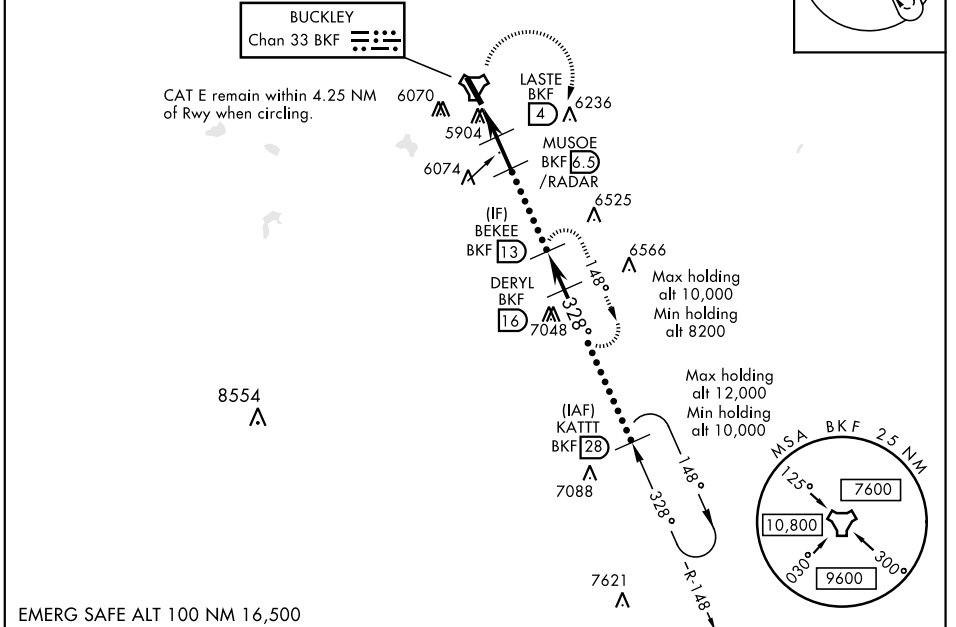 BUCKLEY
Chan 33 BKF
CAT E remain within 4.25 NM
of Rwy when circling.
6070
5904
LASTE
BKF
4
6236
MUSOE
BKF 6.5
/RADAR
6074
6525
(IF)
BEKEE
BKF 13
148°
6566
Max holding
alt 10,000
Min holding
alt 8200
DERYL
BKF
16
7048
328°
8554
Max holding
alt 12,000
Min holding
alt 10,000
(IAF)
KATTT
BKF 28
7088
148°
328°
R-148
7621
MSA BKF 25 NM
125°
7600
10,800
030°
300°
9600
EMERG SAFE ALT 100 NM 16,500